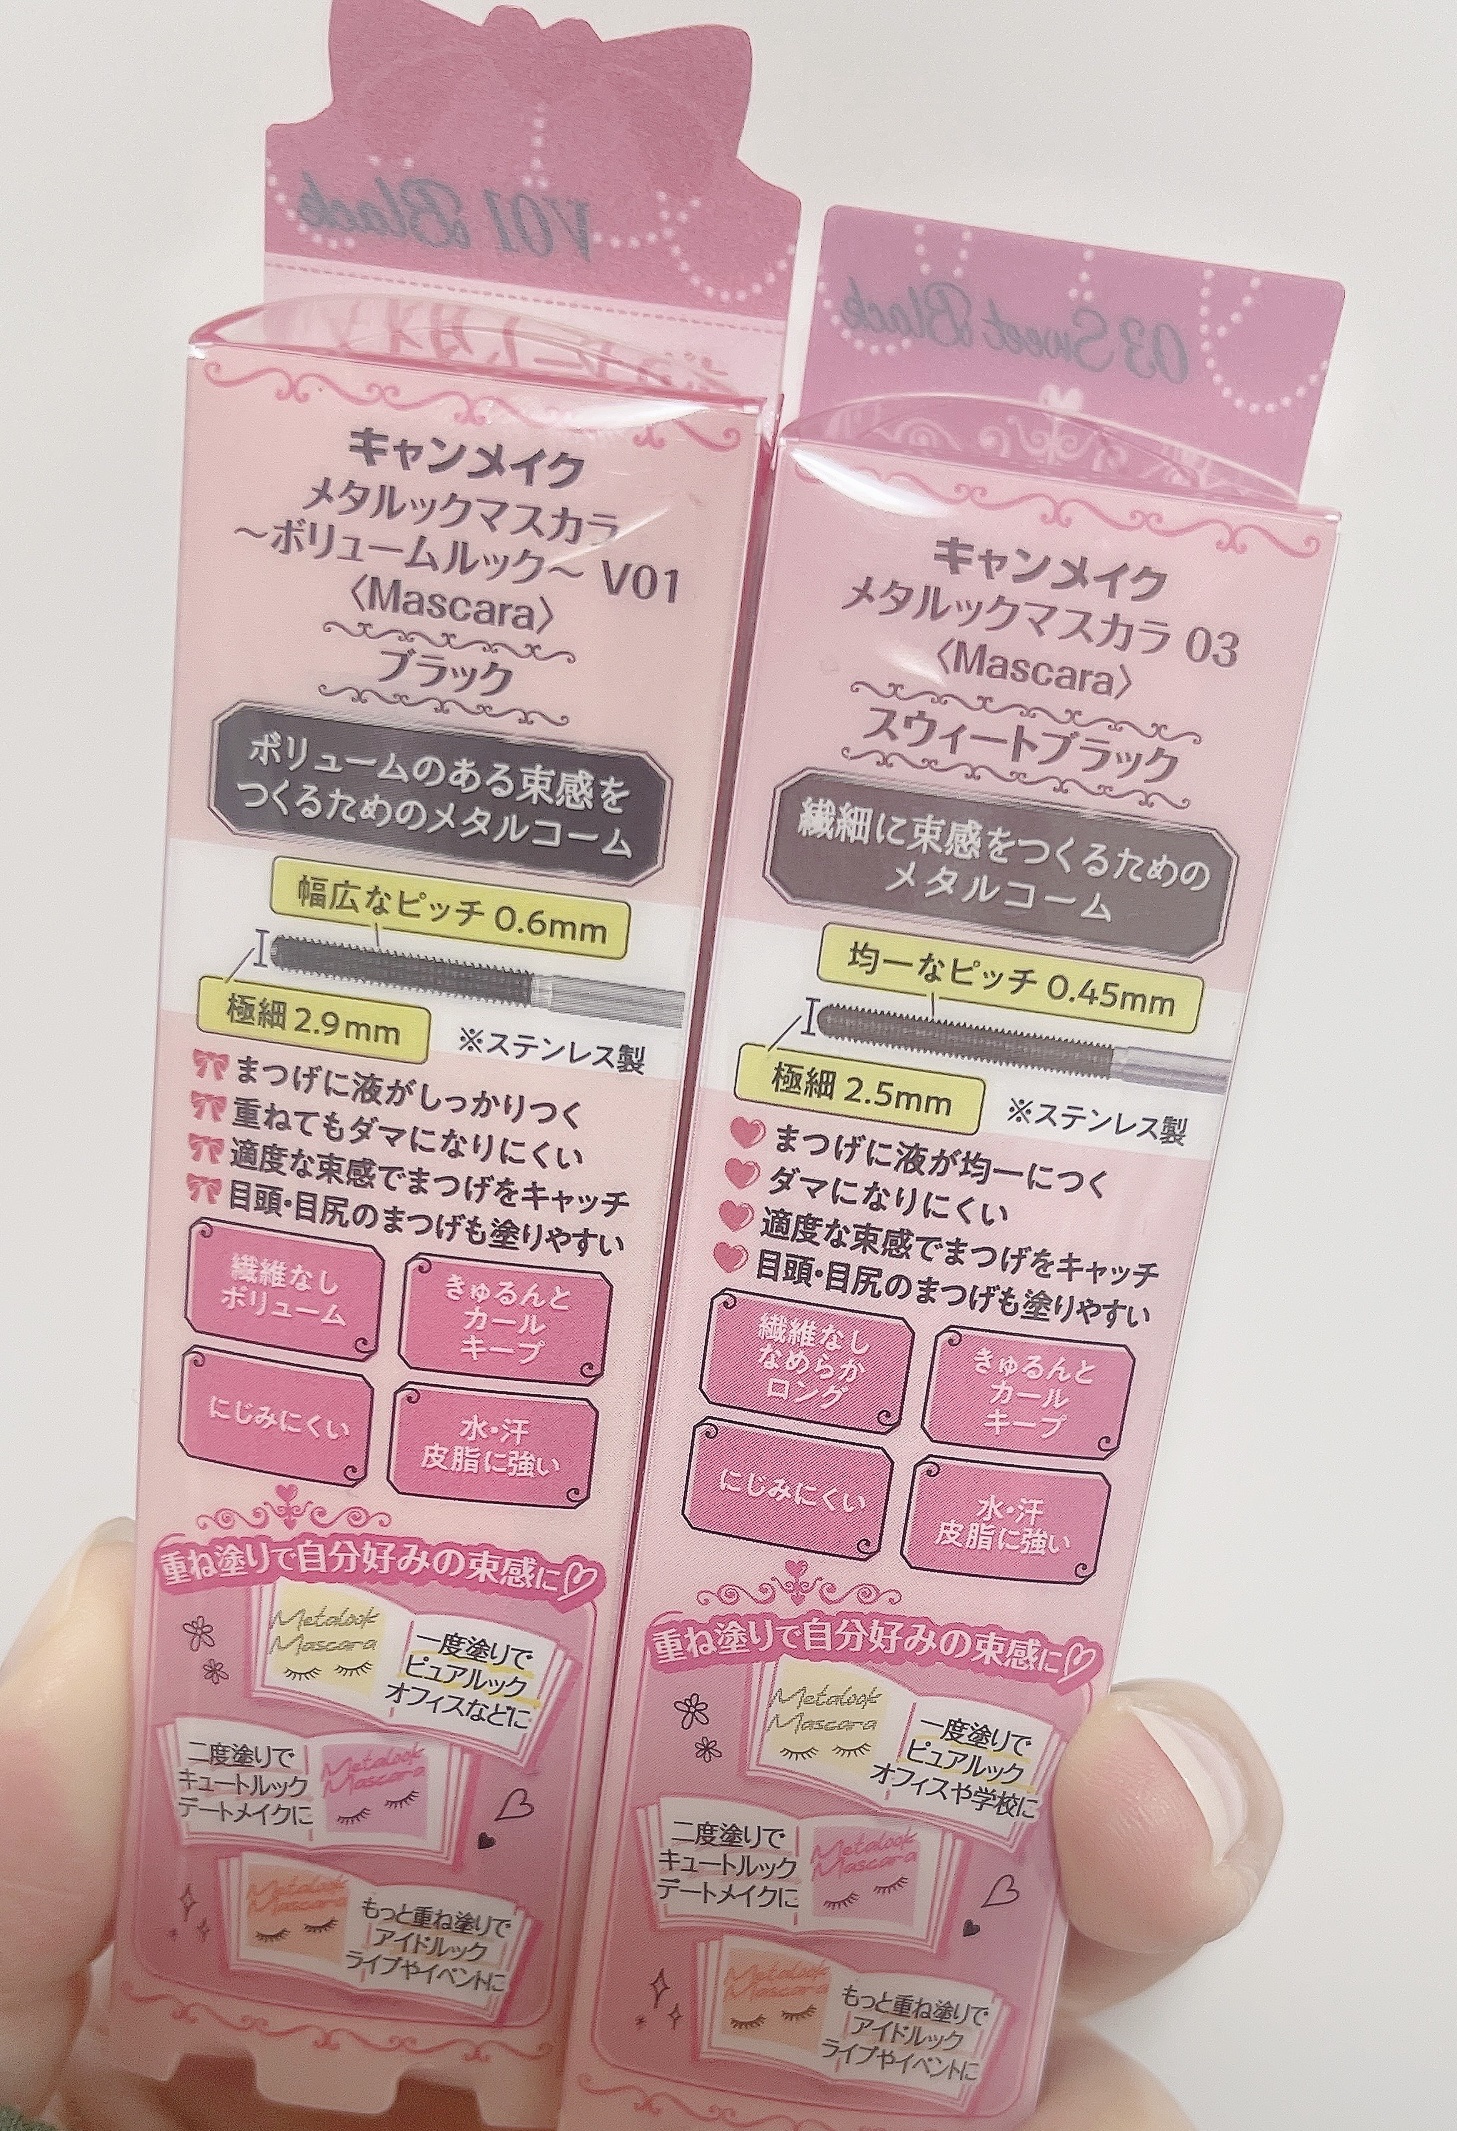 V01 Black
キャンメイク
メタルックマスカラ
〜ボリュームルック〜 V01
〈Mascara〉
ブラック
ボリュームのある束感を
つくるためのメタルコーム
幅広なピッチ 0.6mm
極細 2.9mm
※ステンレス製
まつげに液がしっかりつく
重ねてもダマになりにくい
適度な束感でまつげをキャッチ
目頭・目尻のまつげも塗りやすい
繊維なし
ボリューム
きゅるんと
カール
キープ
にじみにくい
水・汗
皮脂に強い
重ね塗りで自分好みの束感に
Metalook
Mascara
一度塗りで
ピュアルック
オフィスなどに
二度塗りで
キュートルック
デートメイクに
Metalook
Mascara
Metalook
Mascara
もっと重ね塗りで
アイドルック
ライブやイベントに
03 Sweet Black
キャンメイク
メタルックマスカラ 03
〈Mascara〉
スウィートブラック
繊細に束感をつくるための
メタルコーム
均一なピッチ 0.45mm
極細 2.5mm
※ステンレス製
まつげに液が均一につく
ダマになりにくい
適度な束感でまつげをキャッチ
目頭・目尻のまつげも塗りやすい
繊維なし
なめらか
ロング
きゅるんと
カール
キープ
にじみにくい
水・汗
皮脂に強い
重ね塗りで自分好みの束感に
Metalook
Mascara
一度塗りで
ピュアルック
オフィスや学校に
二度塗りで
キュートルック
デートメイクに
Metalook
Mascara
Metalook
Mascara
もっと重ね塗りで
アイドルック
ライブやイベントに